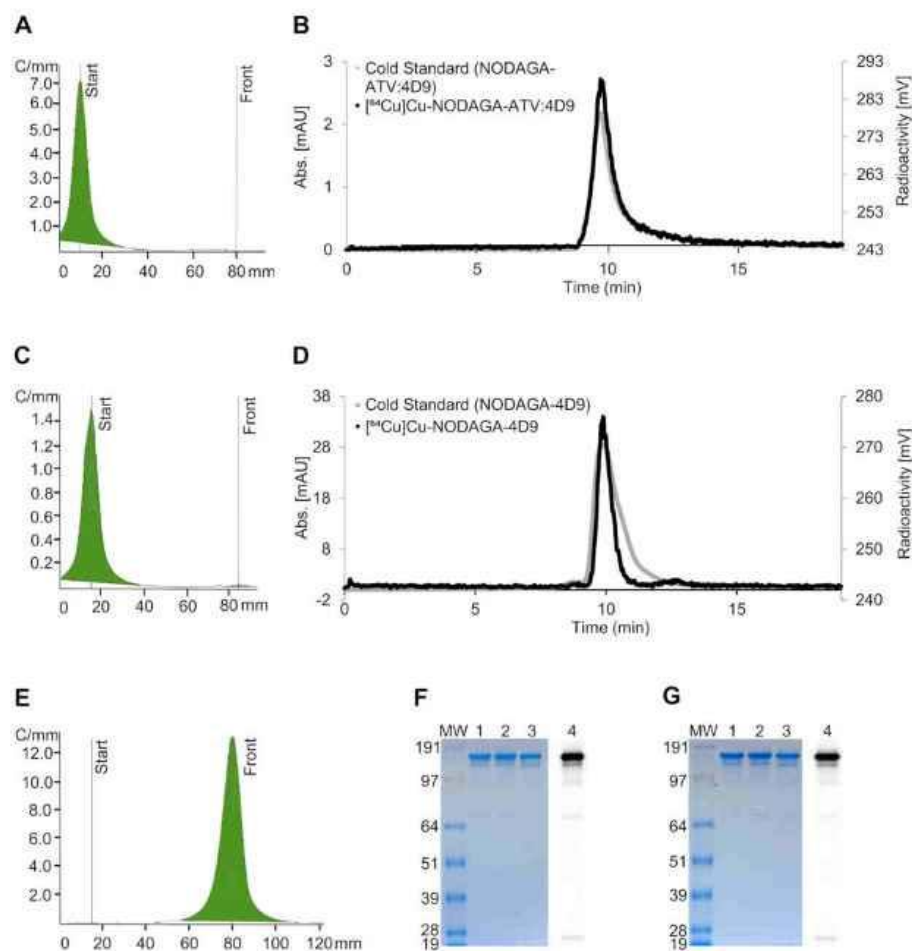 A
C/mm
7.0
6.0
5.0
4.0
3.0
2.0
1.0
Start
Front
0 20 40 60 80 mm
B
3
2
1
0
Abs. [mAU]
Cold Standard (NODAGA-
ATV:4D9)
[⁶⁴Cu]Cu-NODAGA-ATV:4D9
293
283
273
263
253
243
Radioactivity [mV]
0 5 10 15
Time (min)
C
C/mm
1.4
1.2
1.0
0.8
0.6
0.4
0.2
Start
Front
0 20 40 60 80 mm
D
38
28
18
8
-2
Abs. [mAU]
Cold Standard (NODAGA-4D9)
[⁶⁴Cu]Cu-NODAGA-4D9
280
270
260
250
240
Radioactivity [mV]
0 5 10 15
Time (min)
E
C/mm
12.0
10.0
8.0
6.0
4.0
2.0
Start
Front
0 20 40 60 80 100 120 mm
F
MW 1 2 3 4
191
97
64
51
39
28
19
G
MW 1 2 3 4
191
97
64
51
39
28
19